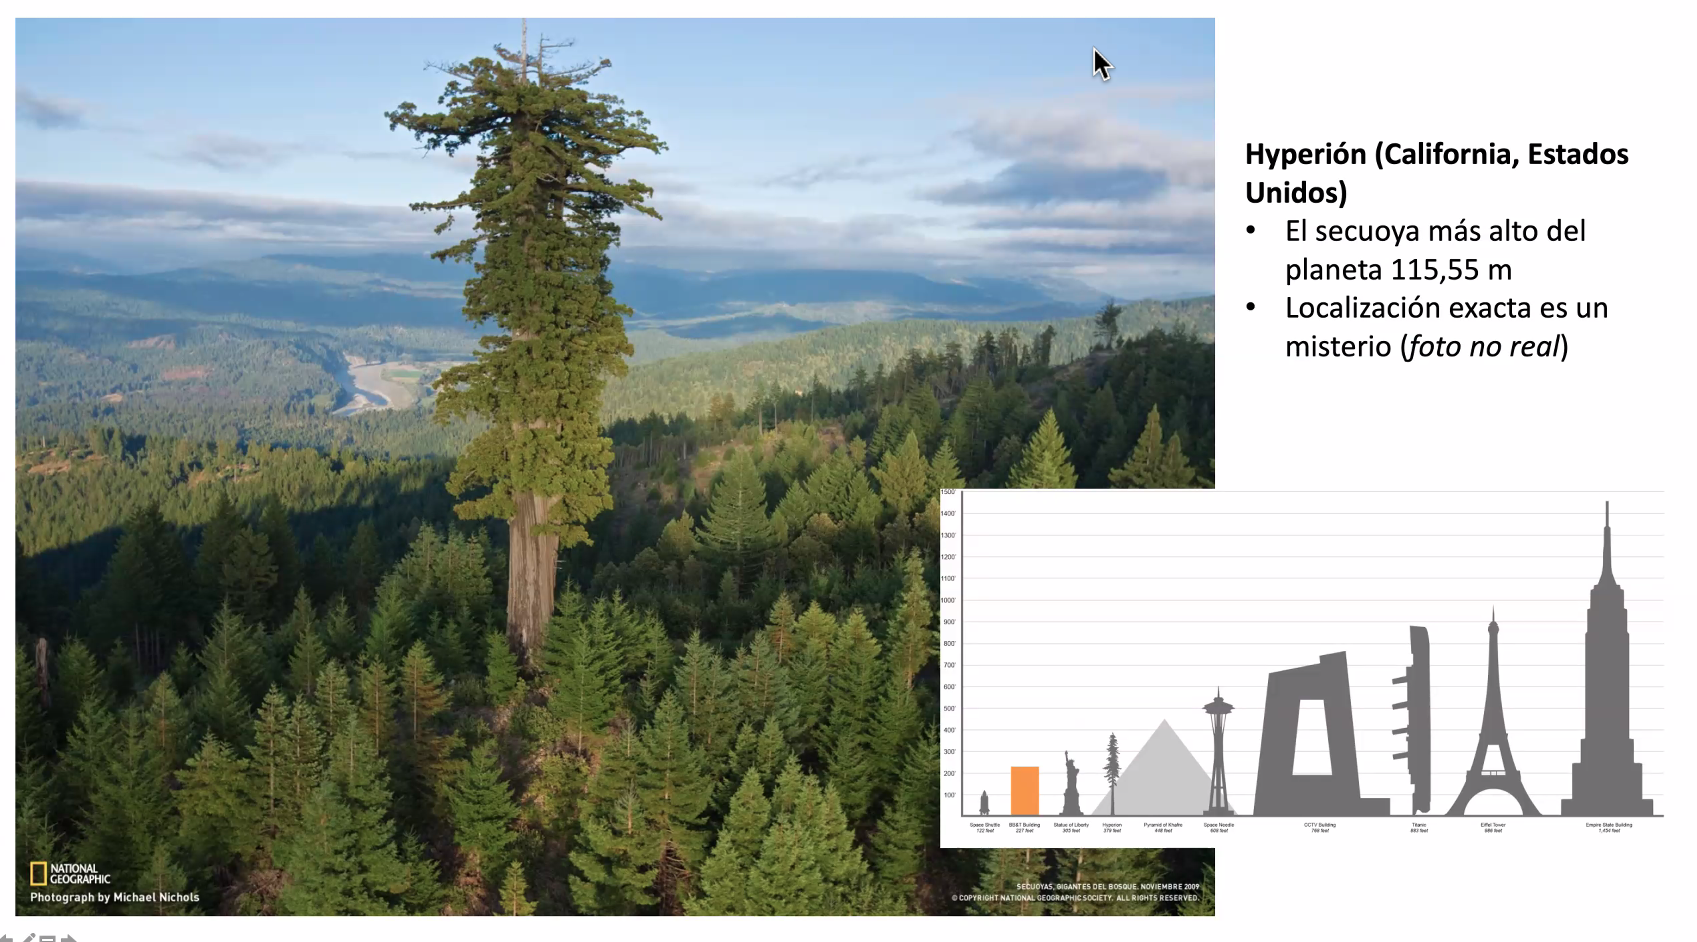 Hyperión (California, Estados
Unidos)
• El secuoya más alto del
planeta 115,55 m
• Localización exacta es un
misterio (foto no real)
1500'
1400'
1300'
1200'
1100'
1000'
900'
800'
700'
600'
500'
400'
300'
200'
100'
Space Shuttle
122 feet
BB&T Building
227 feet
Statue of Liberty
305 feet
Hyperion
379 feet
Pyramid of Khafre
448 feet
Space Needle
605 feet
CCTV Building
768 feet
Titanic
883 feet
Eiffel Tower
986 feet
Empire State Building
1,454 feet
NATIONAL
GEOGRAPHIC
Photograph by Michael Nichols
SECUOYAS, GIGANTES DEL BOSQUE. NOVIEMBRE 2009
© COPYRIGHT NATIONAL GEOGRAPHIC SOCIETY. ALL RIGHTS RESERVED.